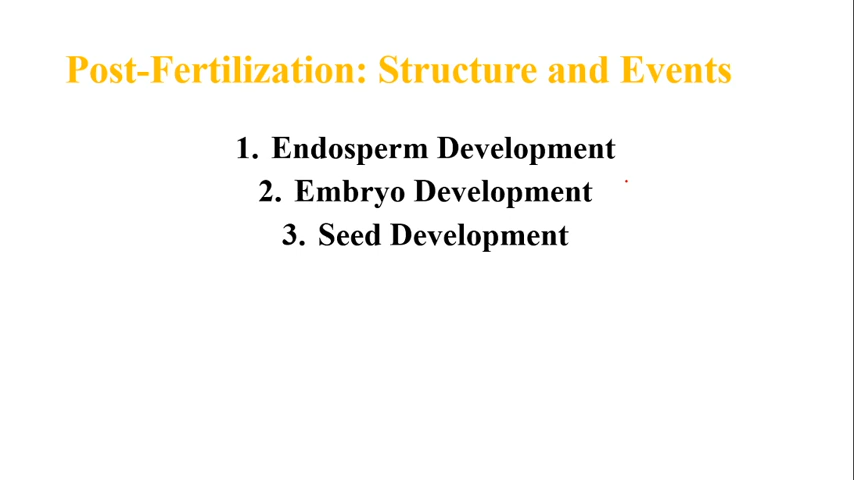 Post-Fertilization: Structure and Events
1. Endosperm Development
2. Embryo Development
3. Seed Development